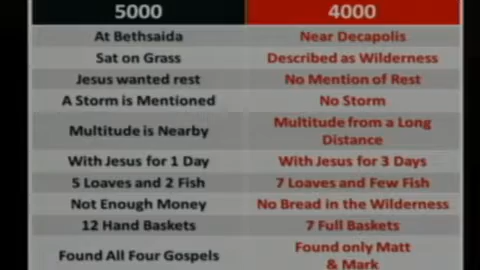 5000 4000
At Bethsaida Near Decapolis
Sat on Grass Described as Wilderness
Jesus wanted rest No Mention of Rest
A Storm is Mentioned No Storm
Multitude is Nearby Multitude from a Long
Distance
With Jesus for 1 Day With Jesus for 3 Days
5 Loaves and 2 Fish 7 Loaves and Few Fish
Not Enough Money No Bread in the Wilderness
12 Hand Baskets 7 Full Baskets
Found All Four Gospels Found only Matt
& Mark